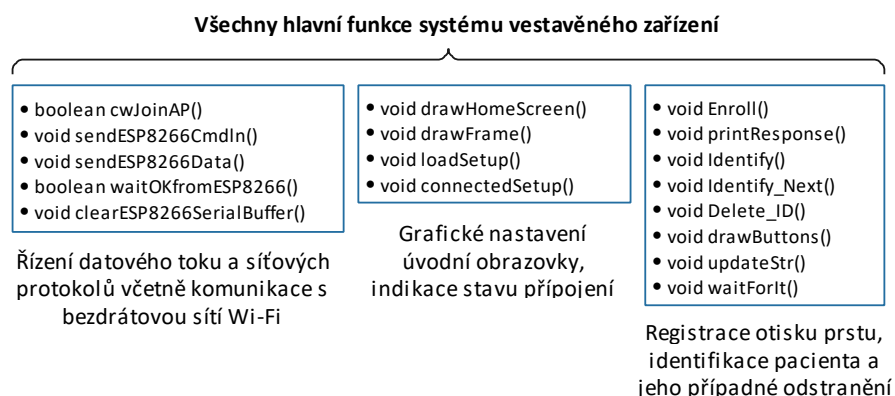 Všechny hlavní funkce systému vestavěného zařízení
• boolean cwJoinAP()
• void sendESP8266Cmdln()
• void sendESP8266Data()
• boolean waitOKfromESP8266()
• void clearESP8266SerialBuffer()
Řízení datového toku a síťových
protokolů včetně komunikace s
bezdrátovou sítí Wi-Fi
• void drawHomeScreen()
• void drawFrame()
• void loadSetup()
• void connectedSetup()
Grafické nastavení
úvodní obrazovky,
indikace stavu přípojení
• void Enroll()
• void printResponse()
• void Identify()
• void Identify_Next()
• void Delete_ID()
• void drawButtons()
• void updateStr()
• void waitForIt()
Registrace otisku prstu,
identifikace pacienta a
jeho případné odstranění